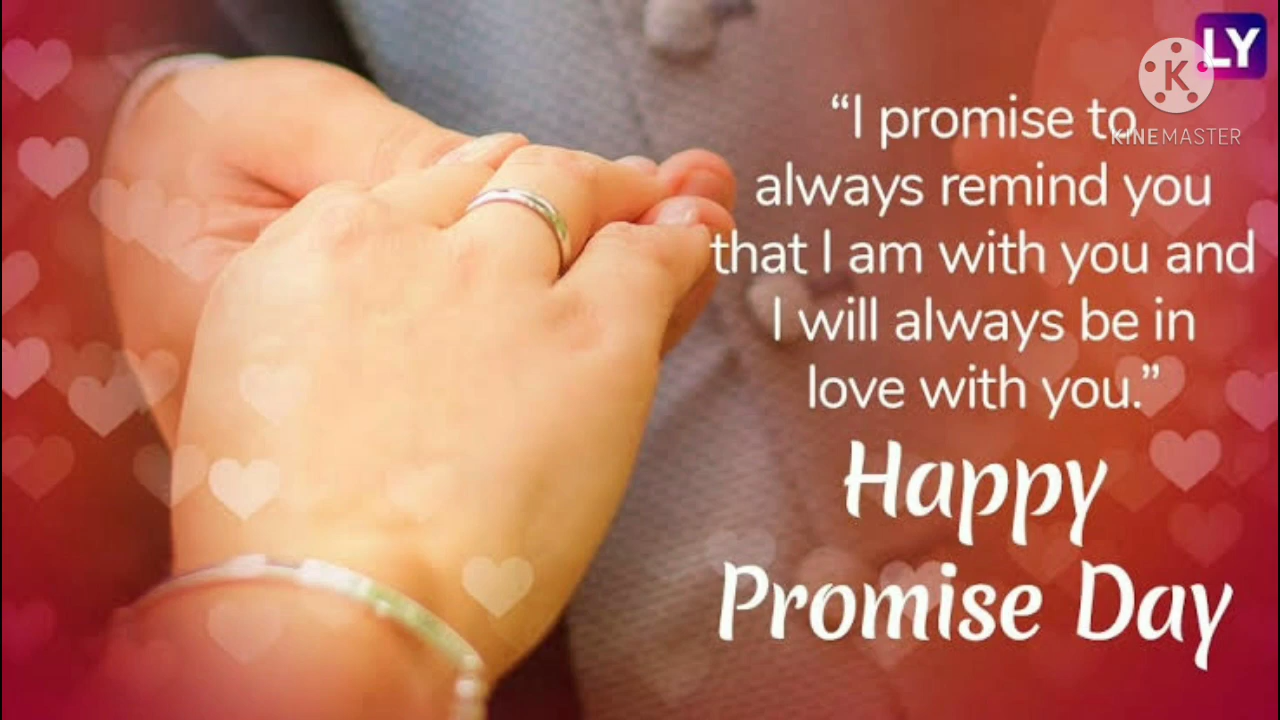 LY
K
KINEMASTER
“I promise to
always remind you
that I am with you and
I will always be in
love with you.”
Happy
Promise Day